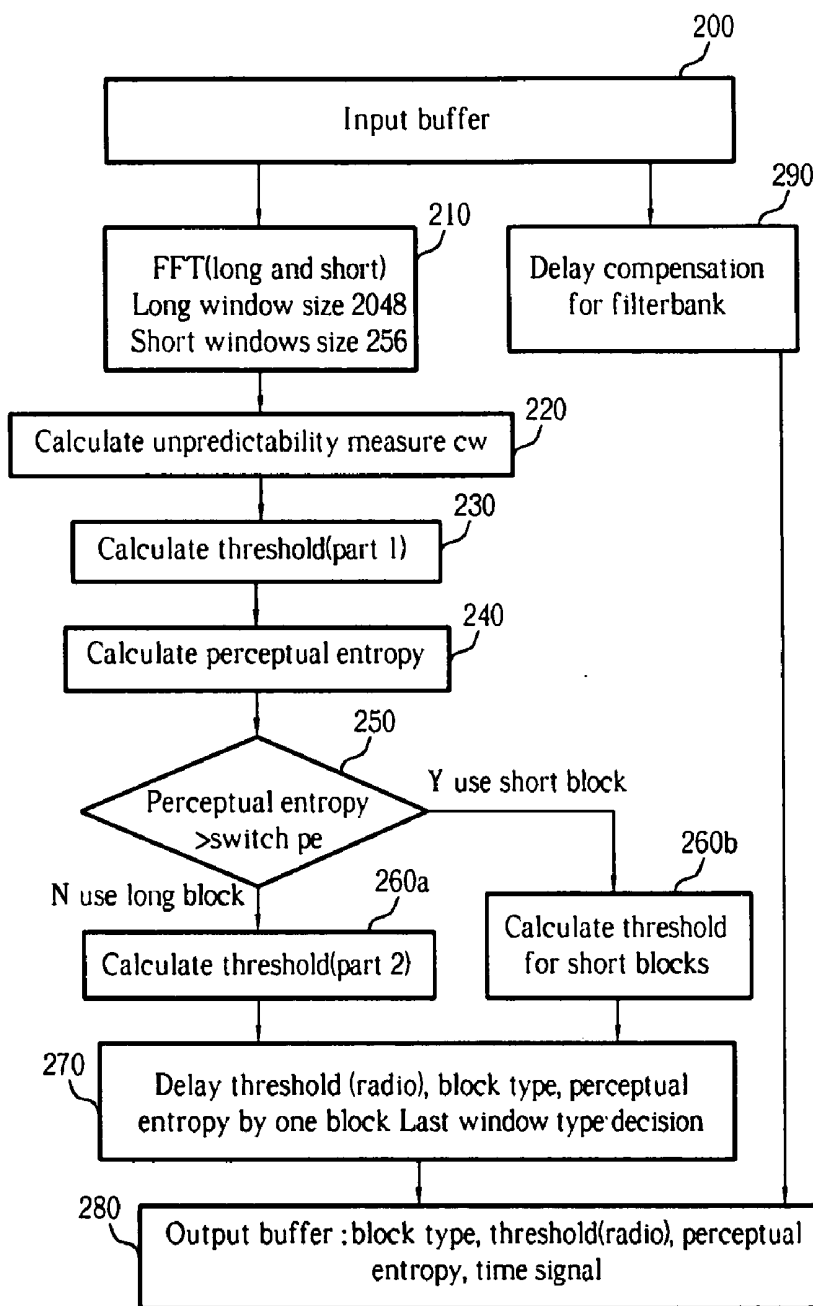 200
Input buffer
210
FFT(long and short)
Long window size 2048
Short windows size 256
290
Delay compensation
for filterbank
220
Calculate unpredictability measure cw
230
Calculate threshold(part 1)
240
Calculate perceptual entropy
250
Perceptual entropy
>switch pe
Y use short block
N use long block
260a
Calculate threshold(part 2)
260b
Calculate threshold
for short blocks
270
Delay threshold (radio), block type, perceptual
entropy by one block Last window type decision
280
Output buffer : block type, threshold(radio), perceptual
entropy, time signal